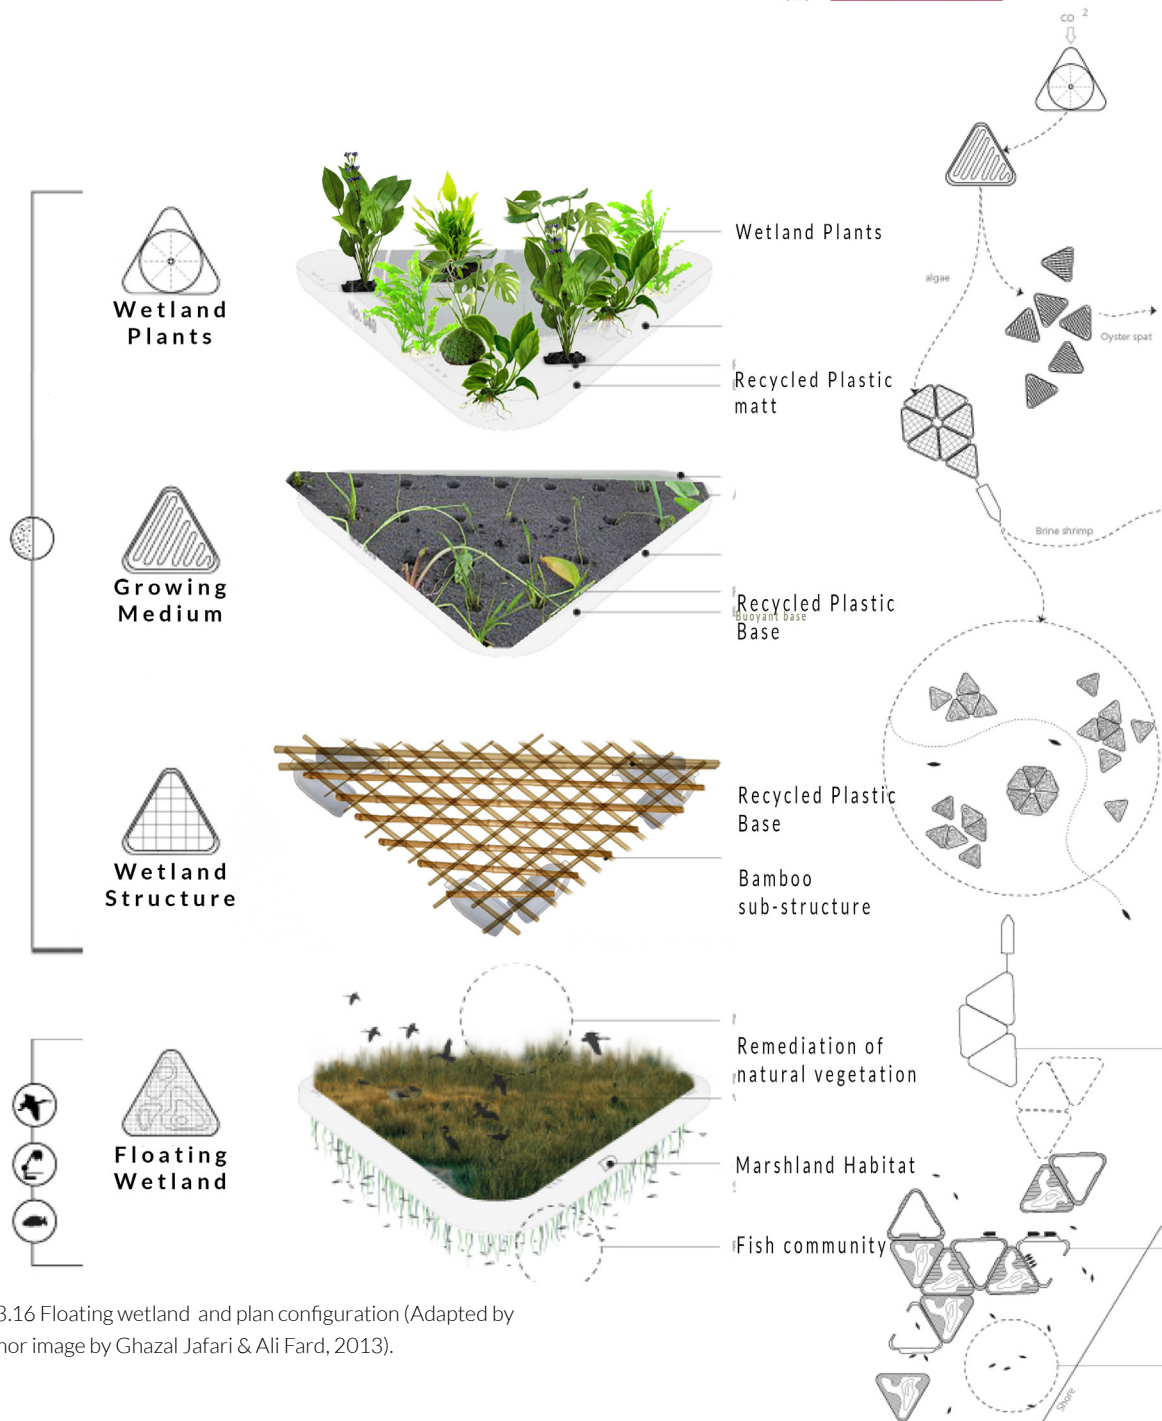 CO 2
Wetland
Plants
Wetland Plants
Recycled Plastic
matt
algae
Oyster spat
Growing
Medium
Brine shrimp
Recycled Plastic
Buoyant base
Base
Wetland
Structure
Recycled Plastic
Base
Bamboo
sub-structure
Floating
Wetland
Remediation of
natural vegetation
Marshland Habitat
Fish community
Shore
3.16 Floating wetland and plan configuration (Adapted by
hor image by Ghazal Jafari & Ali Fard, 2013).